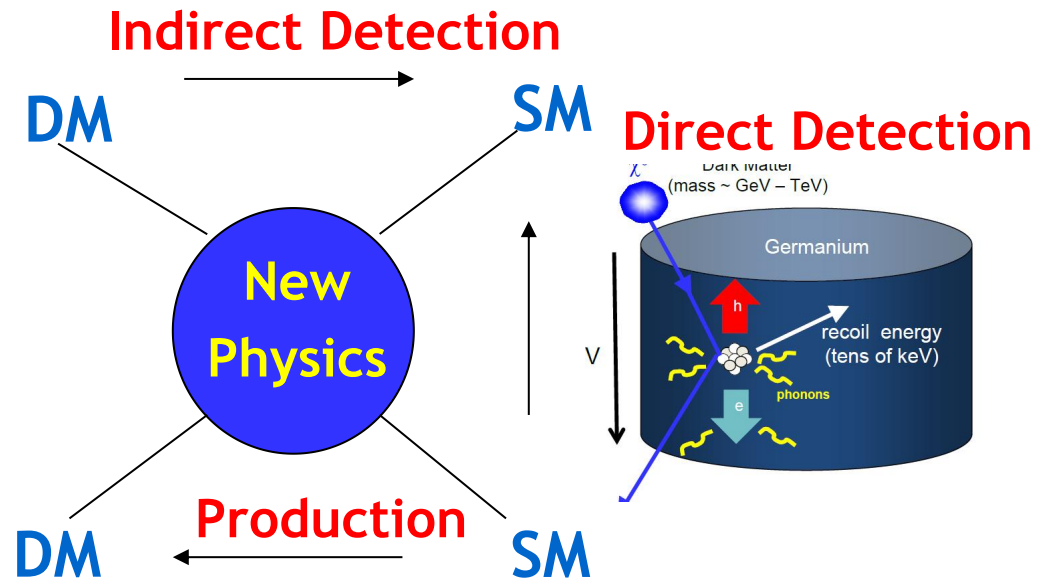 Indirect Detection
DM
SM
Direct Detection
χ
Dark Matter
(mass ~ GeV – TeV)
Germanium
New
Physics
h
recoil energy
(tens of keV)
V
phonons
e
Production
DM
SM